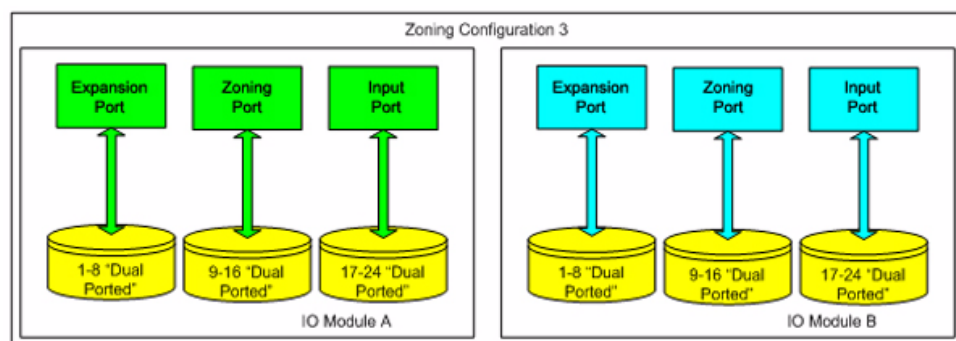 Zoning Configuration 3
Expansion
Port
Zoning
Port
Input
Port
1-8 “Dual
Ported”
9-16 “Dual
Ported”
17-24 “Dual
Ported”
IO Module A
Expansion
Port
Zoning
Port
Input
Port
1-8 “Dual
Ported”
9-16 “Dual
Ported”
17-24 “Dual
Ported”
IO Module B